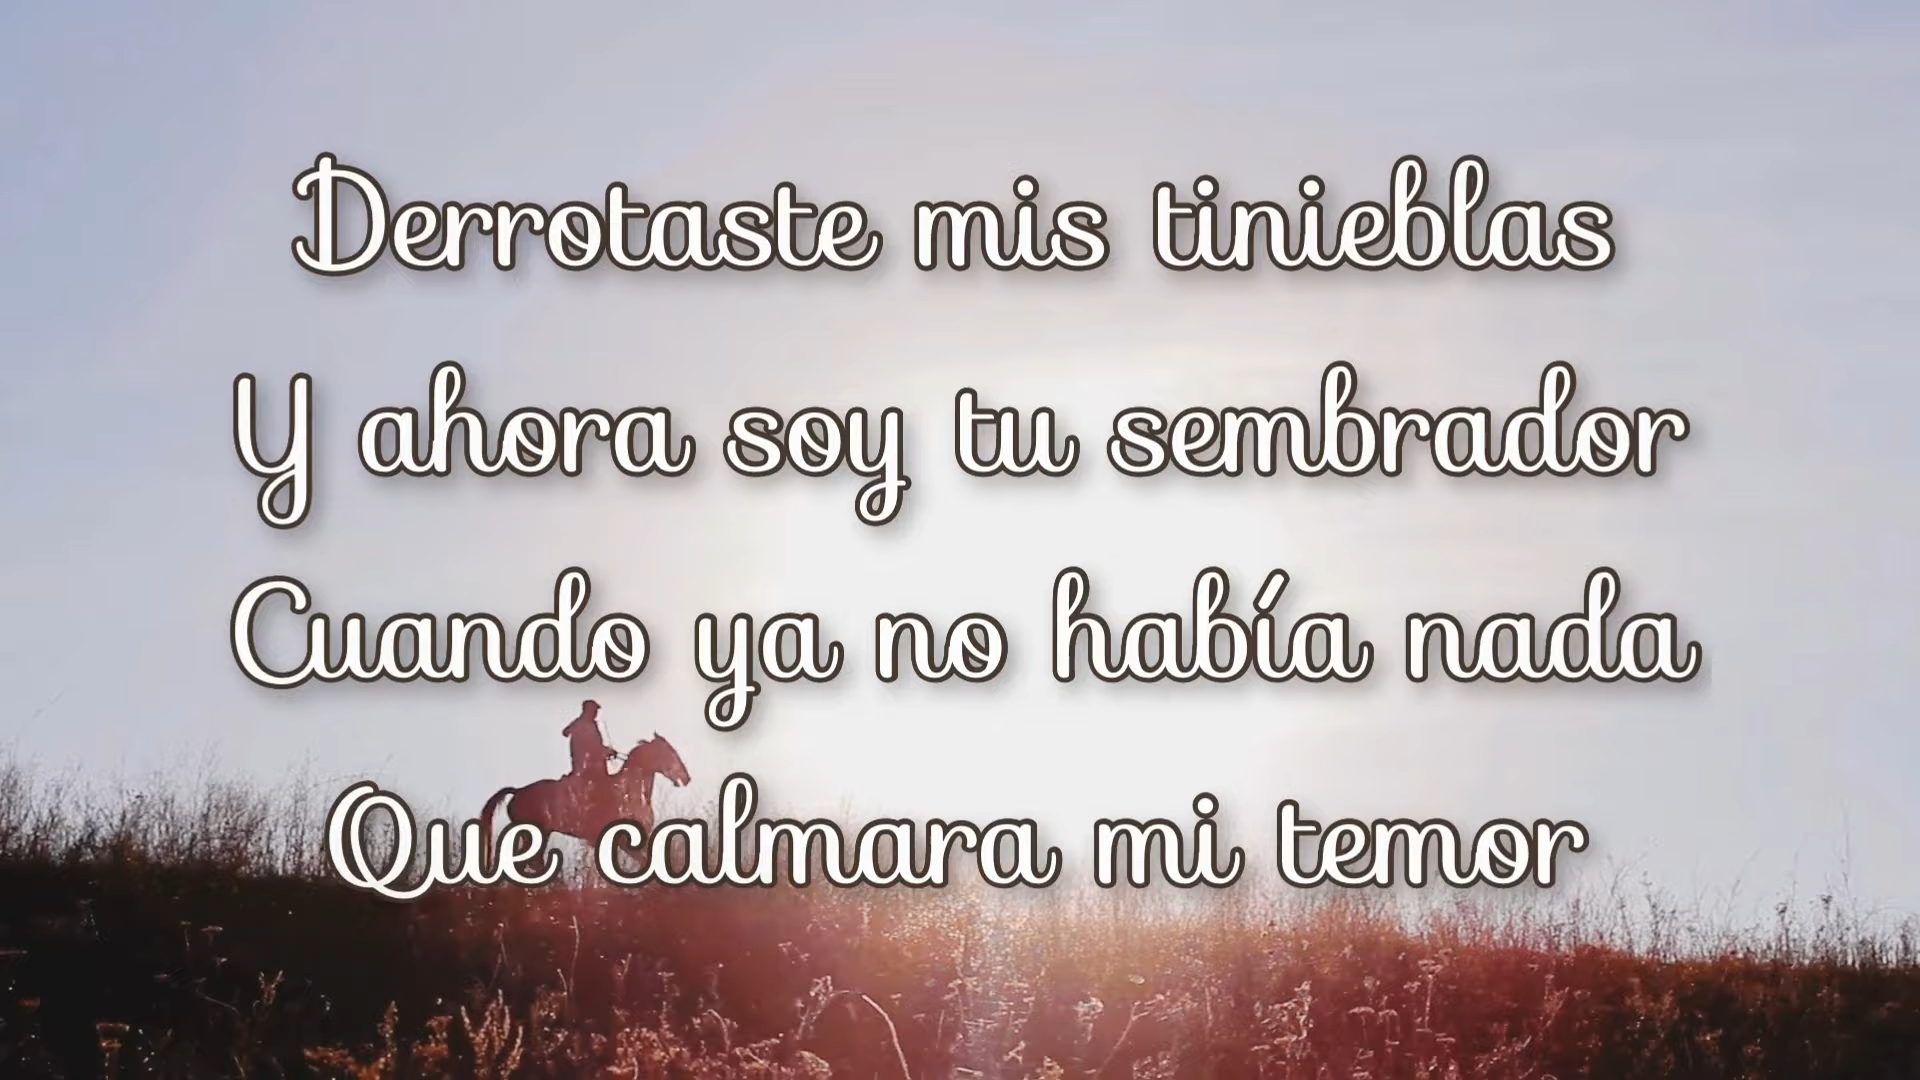 Derrotaste mis tinieblas
Y ahora soy tu sembrador
Cuando ya no había nada
Que calmara mi temor